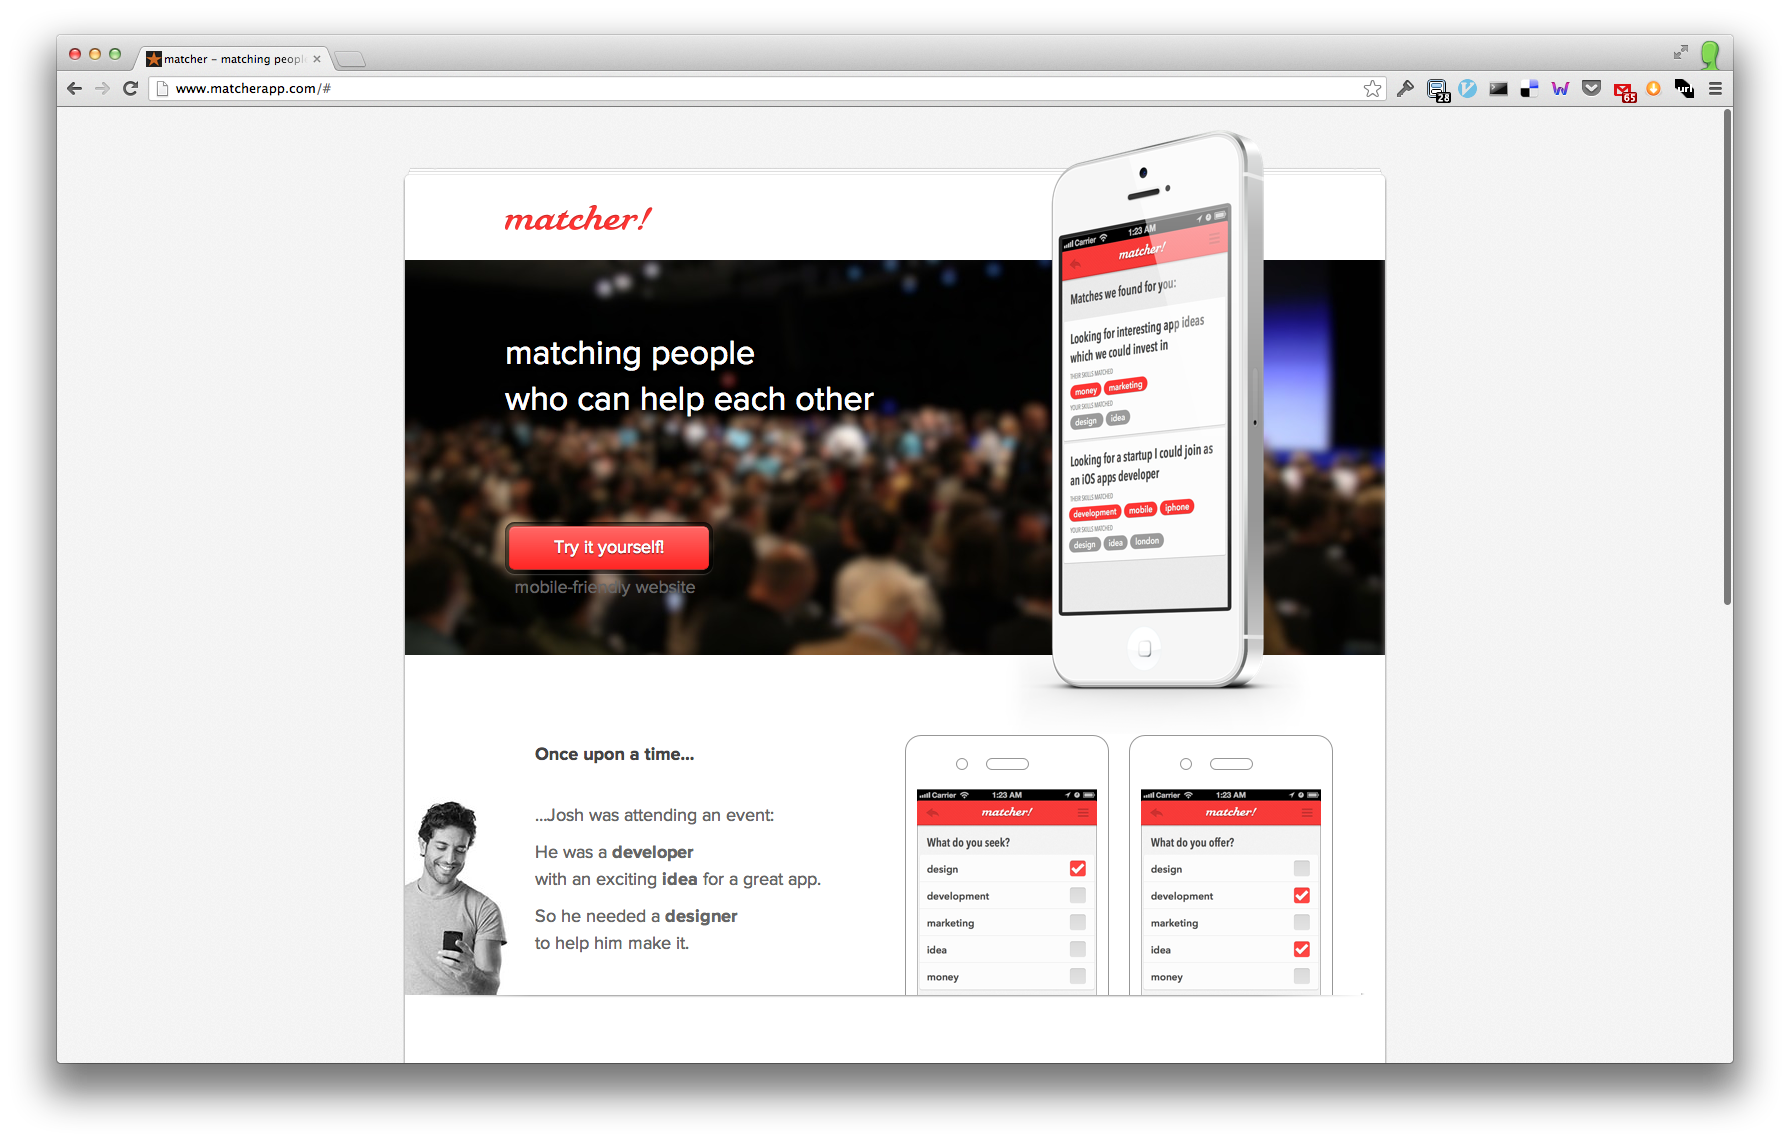 matcher – matching peopl
www.matcherapp.com/#
28
65
url
matcher!
matching people
who can help each other
Try it yourself!
mobile-friendly website
Carrier 1:23 AM
matcher!
Matches we found for you:
Looking for interesting app ideas
which we could invest in
THEIR SKILLS MATCHED
money marketing
YOUR SKILLS MATCHED
design idea
Looking for a startup I could join as
an iOS apps developer
THEIR SKILLS MATCHED
development mobile iphone
YOUR SKILLS MATCHED
design idea london
Once upon a time...
...Josh was attending an event:
He was a developer
with an exciting idea for a great app.
So he needed a designer
to help him make it.
Carrier 1:23 AM
matcher!
What do you seek?
design
development
marketing
idea
money
Carrier 1:23 AM
matcher!
What do you offer?
design
development
marketing
idea
money